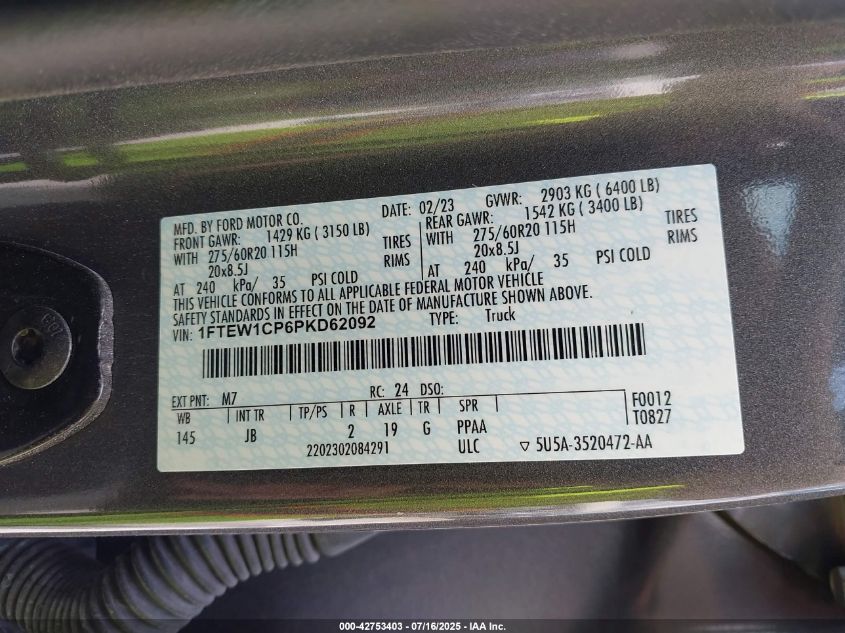 MFD. BY FORD MOTOR CO. DATE: 02/23 GVWR: 2903 KG ( 6400 LB)
FRONT GAWR: 1429 KG ( 3150 LB) REAR GAWR: 1542 KG ( 3400 LB)
WITH 275/60R20 115H TIRES WITH 275/60R20 115H TIRES
20x8.5J RIMS 20x8.5J RIMS
AT 240 kPa/ 35 PSI COLD AT 240 kPa/ 35 PSI COLD
THIS VEHICLE CONFORMS TO ALL APPLICABLE FEDERAL MOTOR VEHICLE
SAFETY STANDARDS IN EFFECT ON THE DATE OF MANUFACTURE SHOWN ABOVE.
VIN: 1FTEW1CP6PKD62092 TYPE: Truck
EXT PNT: M7 RC: 24 DSO:
WB INT TR TP/PS R AXLE TR SPR F0012
145 JB 2 19 G PPAA T0827
2202302084291 ULC ▽ 5U5A-3520472-AA
000-42753403 - 07/16/2025 - IAA Inc.